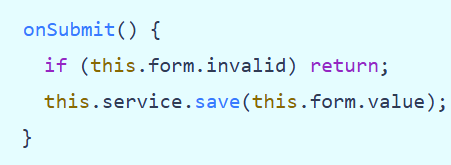 onSubmit() {
  if (this.form.invalid) return;
  this.service.save(this.form.value);
}